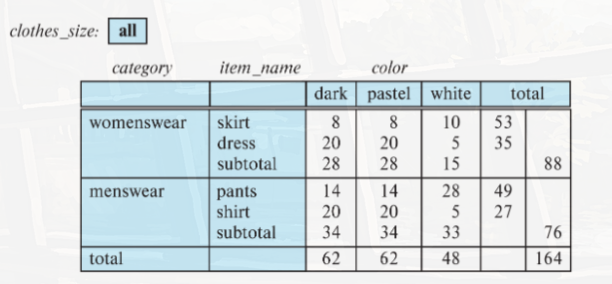 clothes_size: all
category item_name color
dark pastel white total
womenswear skirt 8 8 10 53
dress 20 20 5 35
subtotal 28 28 15 88
menswear pants 14 14 28 49
shirt 20 20 5 27
subtotal 34 34 33 76
total 62 62 48 164